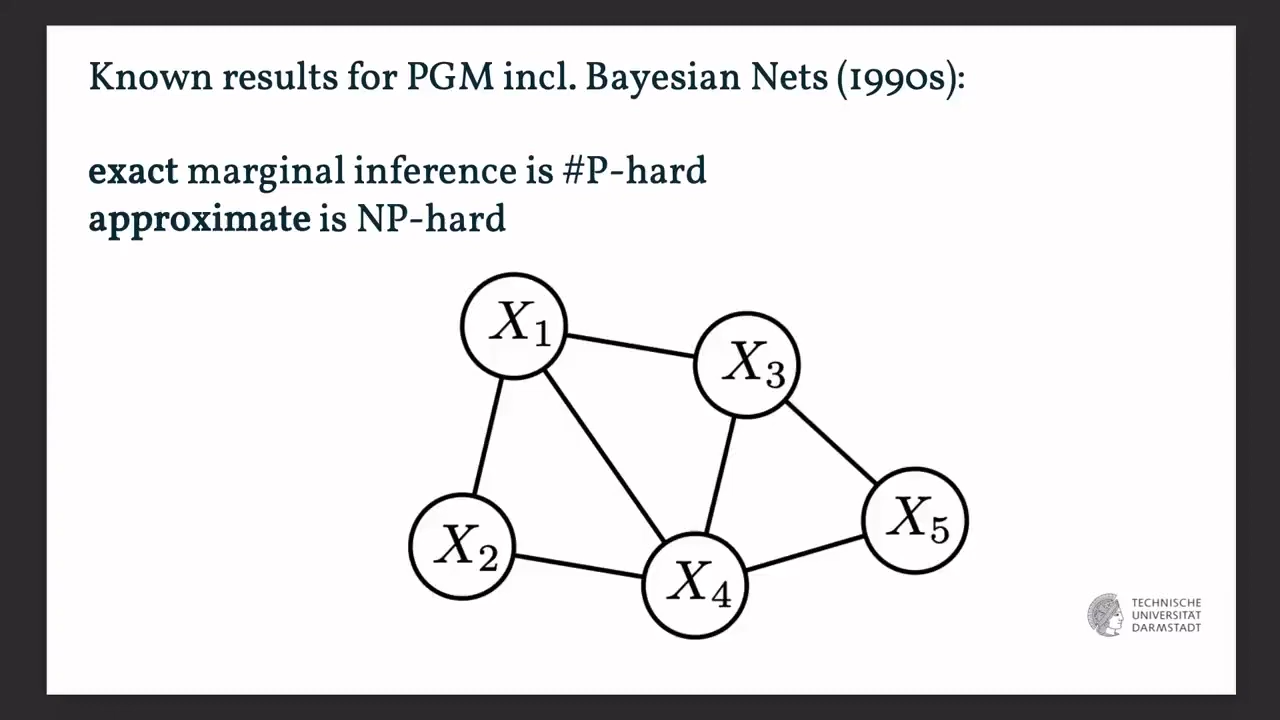 Known results for PGM incl. Bayesian Nets (1990s):
exact marginal inference is #P-hard
approximate is NP-hard
X₁
X₃
X₂
X₅
X₄
TECHNISCHE
UNIVERSITÄT
DARMSTADT